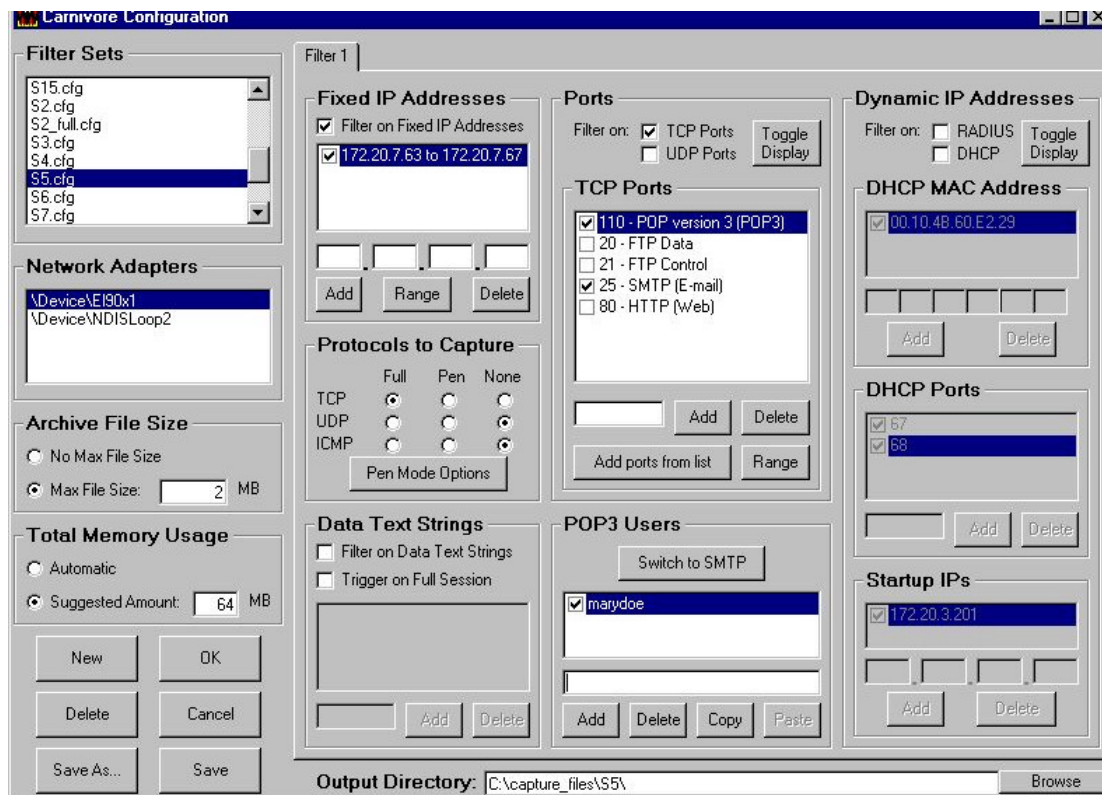 Carnivore Configuration
Filter Sets
S15.cfg
S2.cfg
S2_full.cfg
S3.cfg
S4.cfg
S5.cfg
S6.cfg
S7.cfg
Network Adapters
\Device\El90x1
\Device\NDISLoop2
Archive File Size
No Max File Size
Max File Size: 2 MB
Total Memory Usage
Automatic
Suggested Amount: 64 MB
New OK
Delete Cancel
Save As... Save
Filter 1
Fixed IP Addresses
Filter on Fixed IP Addresses
172.20.7.63 to 172.20.7.67
. . .
Add Range Delete
Protocols to Capture
Full Pen None
TCP
UDP
ICMP
Pen Mode Options
Data Text Strings
Filter on Data Text Strings
Trigger on Full Session
Add Delete
Ports
Filter on: TCP Ports
UDP Ports
Toggle
Display
TCP Ports
110 - POP version 3 (POP3)
20 - FTP Data
21 - FTP Control
25 - SMTP (E-mail)
80 - HTTP (Web)
Add Delete
Add ports from list Range
POP3 Users
Switch to SMTP
marydoe
Add Delete Copy Paste
Dynamic IP Addresses
Filter on: RADIUS
DHCP
Toggle
Display
DHCP MAC Address
00.10.4B.60.E2.29
Add Delete
DHCP Ports
67
68
Add Delete
Startup IPs
172.20.3.201
. . .
Add Delete
Output Directory: C:\capture_files\S5\ Browse